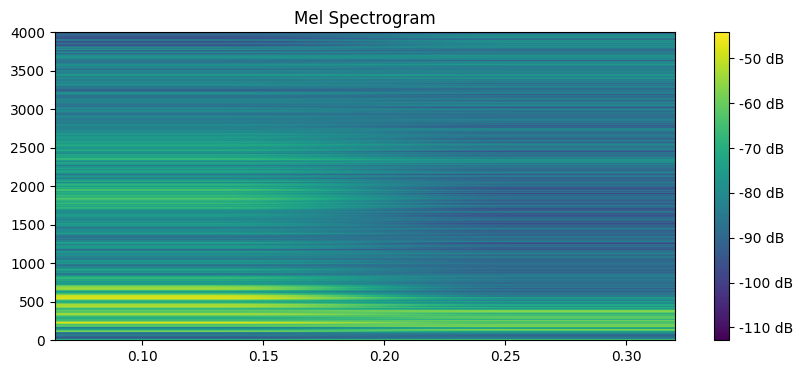 Mel Spectrogram
4000
3500
3000
2500
2000
1500
1000
500
0
0.10 0.15 0.20 0.25 0.30
-50 dB
-60 dB
-70 dB
-80 dB
-90 dB
-100 dB
-110 dB